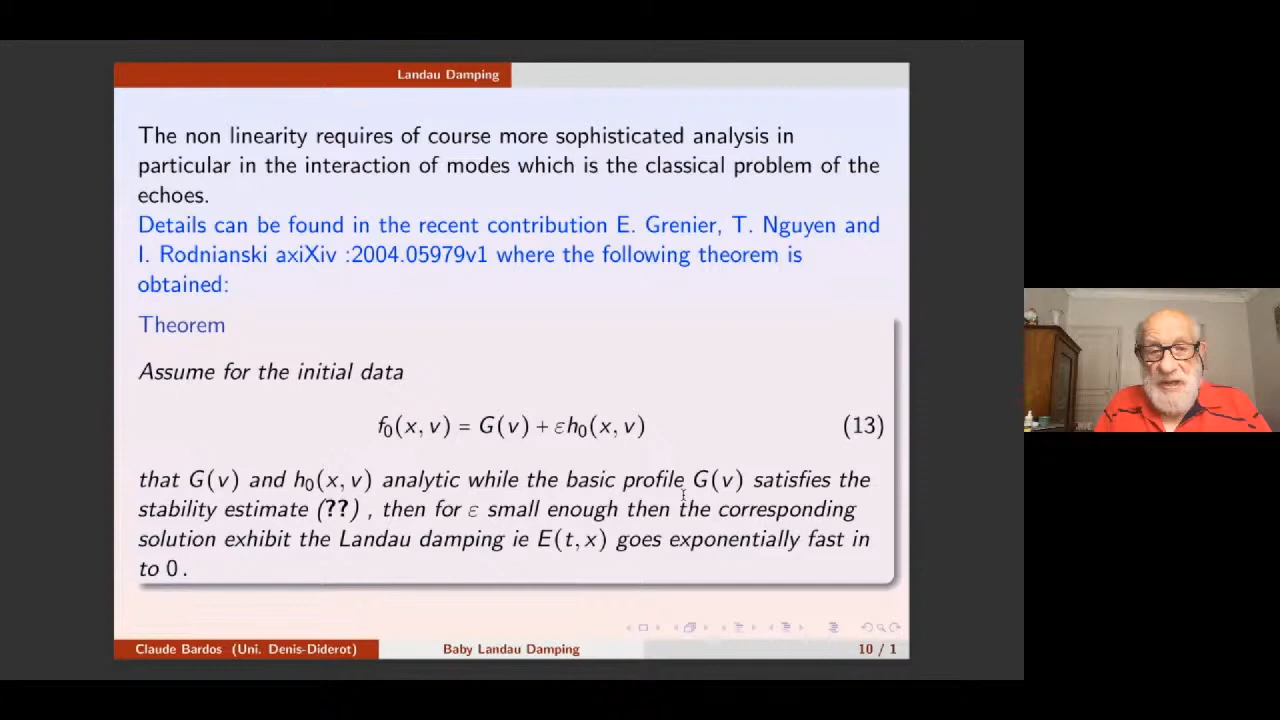 Landau Damping
The non linearity requires of course more sophisticated analysis in
particular in the interaction of modes which is the classical problem of the
echoes.
Details can be found in the recent contribution E. Grenier, T. Nguyen and
I. Rodnianski axiXiv :2004.05979v1 where the following theorem is
obtained:
Theorem
Assume for the initial data
f₀(x, v) = G(v) + εh₀(x, v) (13)
that G(v) and h₀(x, v) analytic while the basic profile G(v) satisfies the
stability estimate (??) , then for ε small enough then the corresponding
solution exhibit the Landau damping ie E(t, x) goes exponentially fast in
to 0 .
Claude Bardos (Uni. Denis-Diderot) Baby Landau Damping 10 / 1